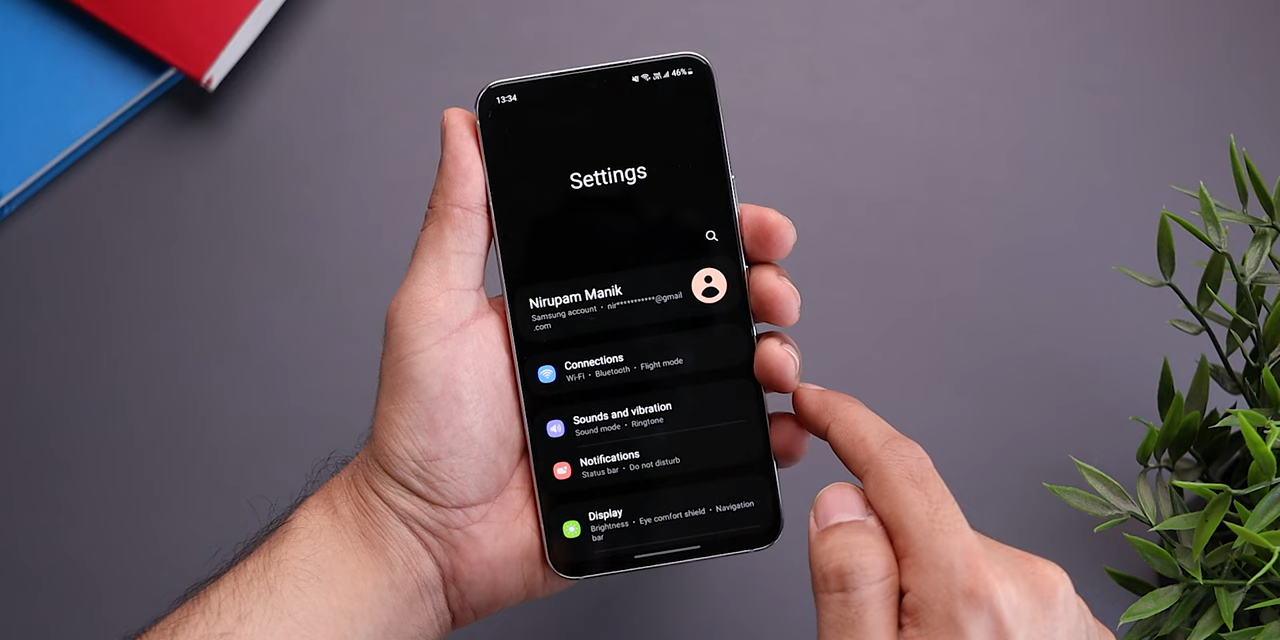 13:34
46%
Settings
Nirupam Manik
Samsung account • nir***********@gmail
.com
Connections
Wi-Fi • Bluetooth • Flight mode
Sounds and vibration
Sound mode • Ringtone
Notifications
Status bar • Do not disturb
Display
Brightness • Eye comfort shield • Navigation
bar